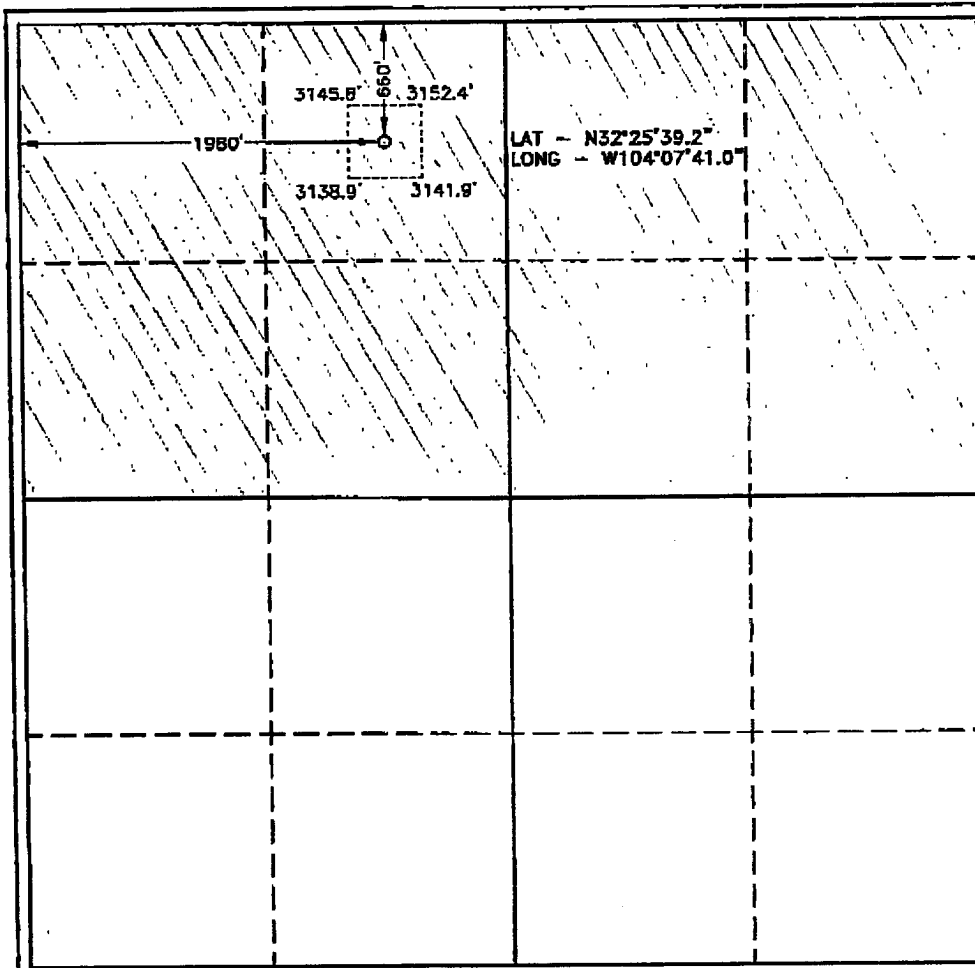 660'
3145.8' 3152.4'
1980'
LAT - N32°25'39.2"
LONG - W104°07'41.0"
3138.9' 3141.9'